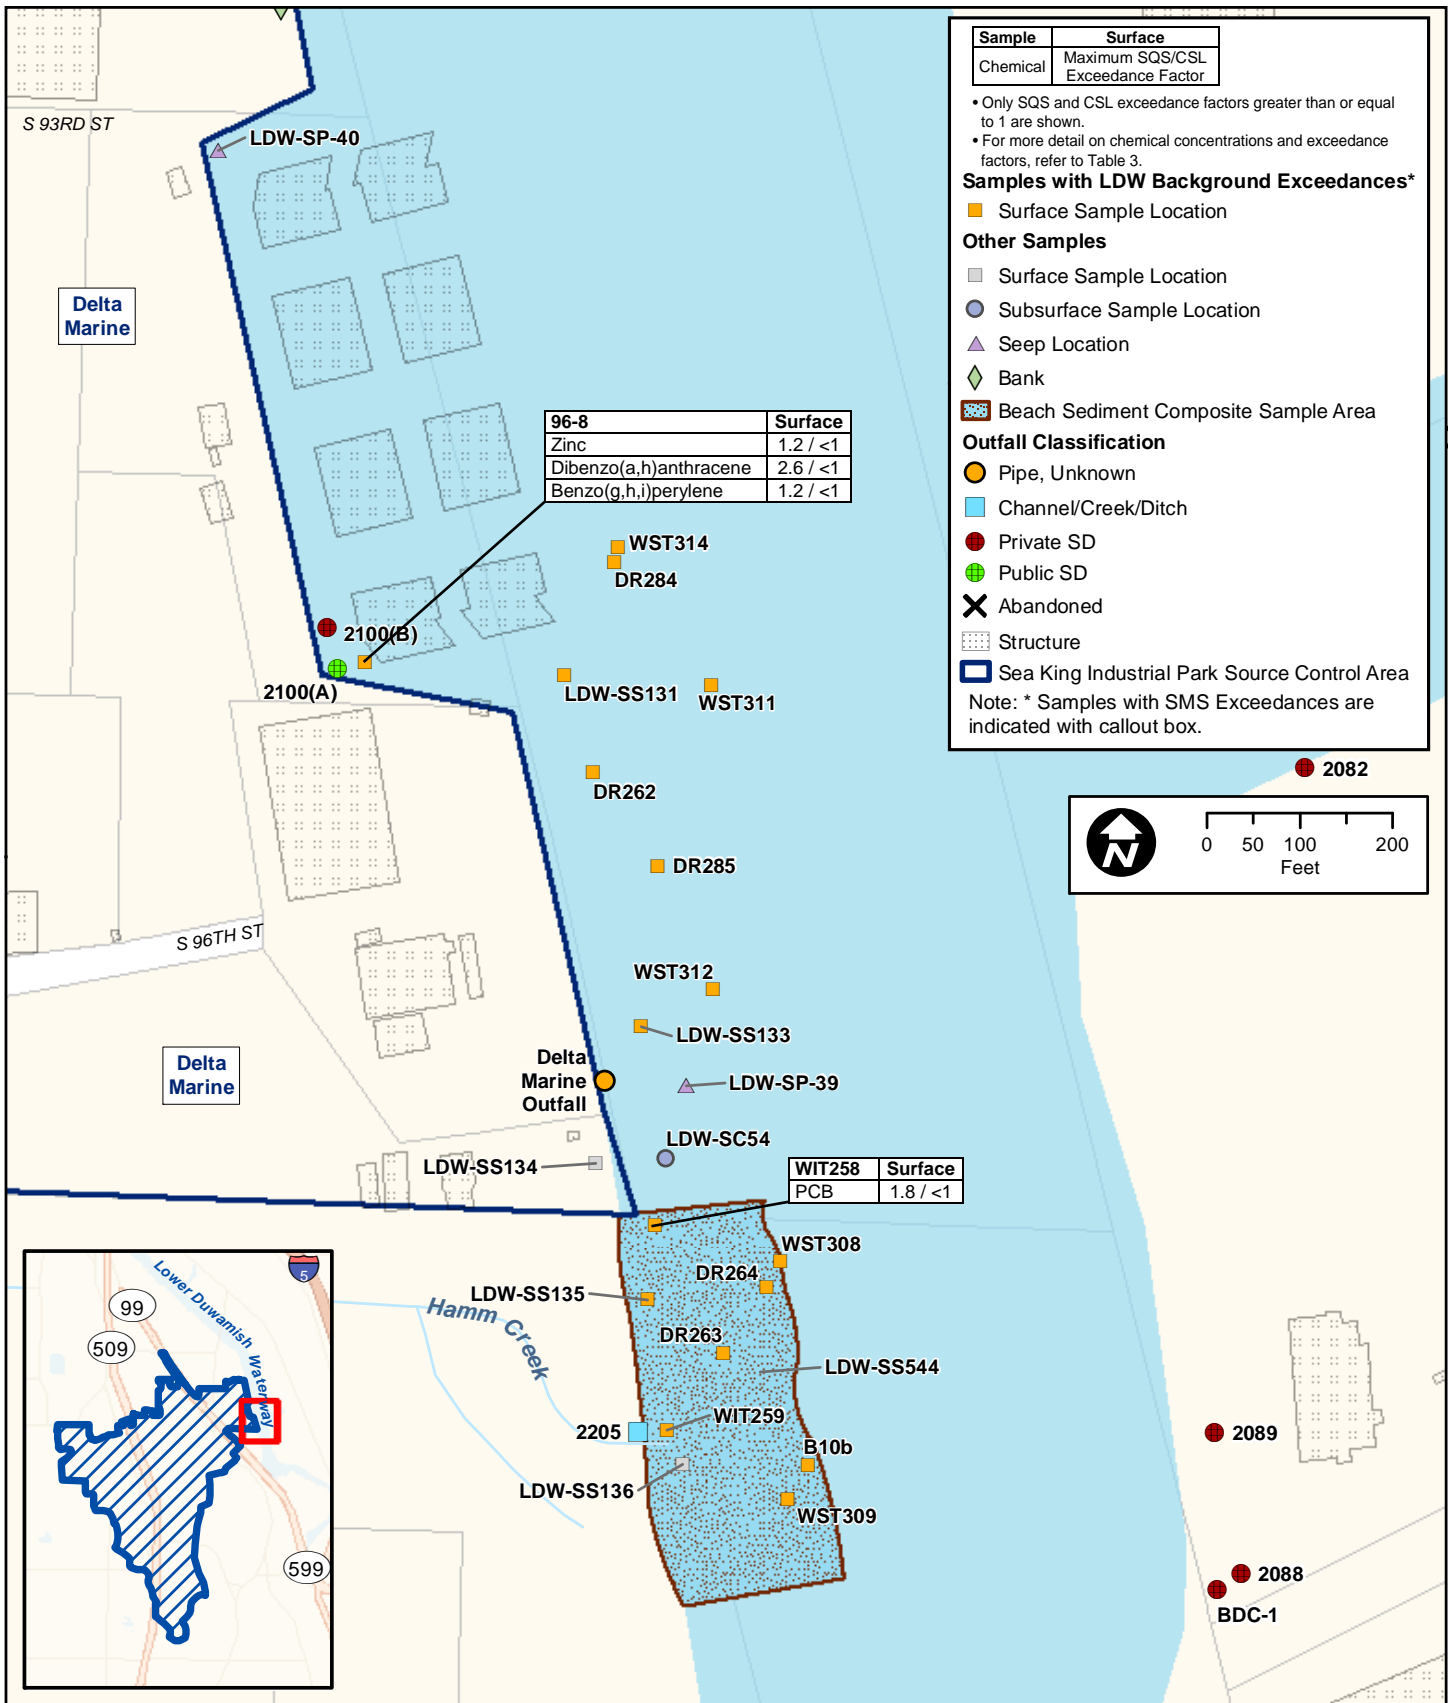 Sample Surface
Chemical Maximum SQS/CSL
Exceedance Factor
• Only SQS and CSL exceedance factors greater than or equal
to 1 are shown.
• For more detail on chemical concentrations and exceedance
factors, refer to Table 3.
Samples with LDW Background Exceedances*
Surface Sample Location
Other Samples
Surface Sample Location
Subsurface Sample Location
Seep Location
Bank
Beach Sediment Composite Sample Area
Outfall Classification
Pipe, Unknown
Channel/Creek/Ditch
Private SD
Public SD
Abandoned
Structure
Sea King Industrial Park Source Control Area
Note: * Samples with SMS Exceedances are
indicated with callout box.
S 93RD ST
LDW-SP-40
Delta
Marine
96-8 Surface
Zinc 1.2 / <1
Dibenzo(a,h)anthracene 2.6 / <1
Benzo(g,h,i)perylene 1.2 / <1
WST314
DR284
2100(B)
2100(A)
LDW-SS131
WST311
2082
DR262
N
0 50 100 200
Feet
DR285
S 96TH ST
WST312
LDW-SS133
Delta
Marine
Delta
Marine
Outfall
LDW-SP-39
LDW-SC54
LDW-SS134
WIT258 Surface
PCB 1.8 / <1
WST308
DR264
LDW-SS135
Hamm Creek
DR263
LDW-SS544
WIT259
2205
B10b
LDW-SS136
WST309
2089
2088
BDC-1
Lower Duwamish Waterway
5
99
509
599